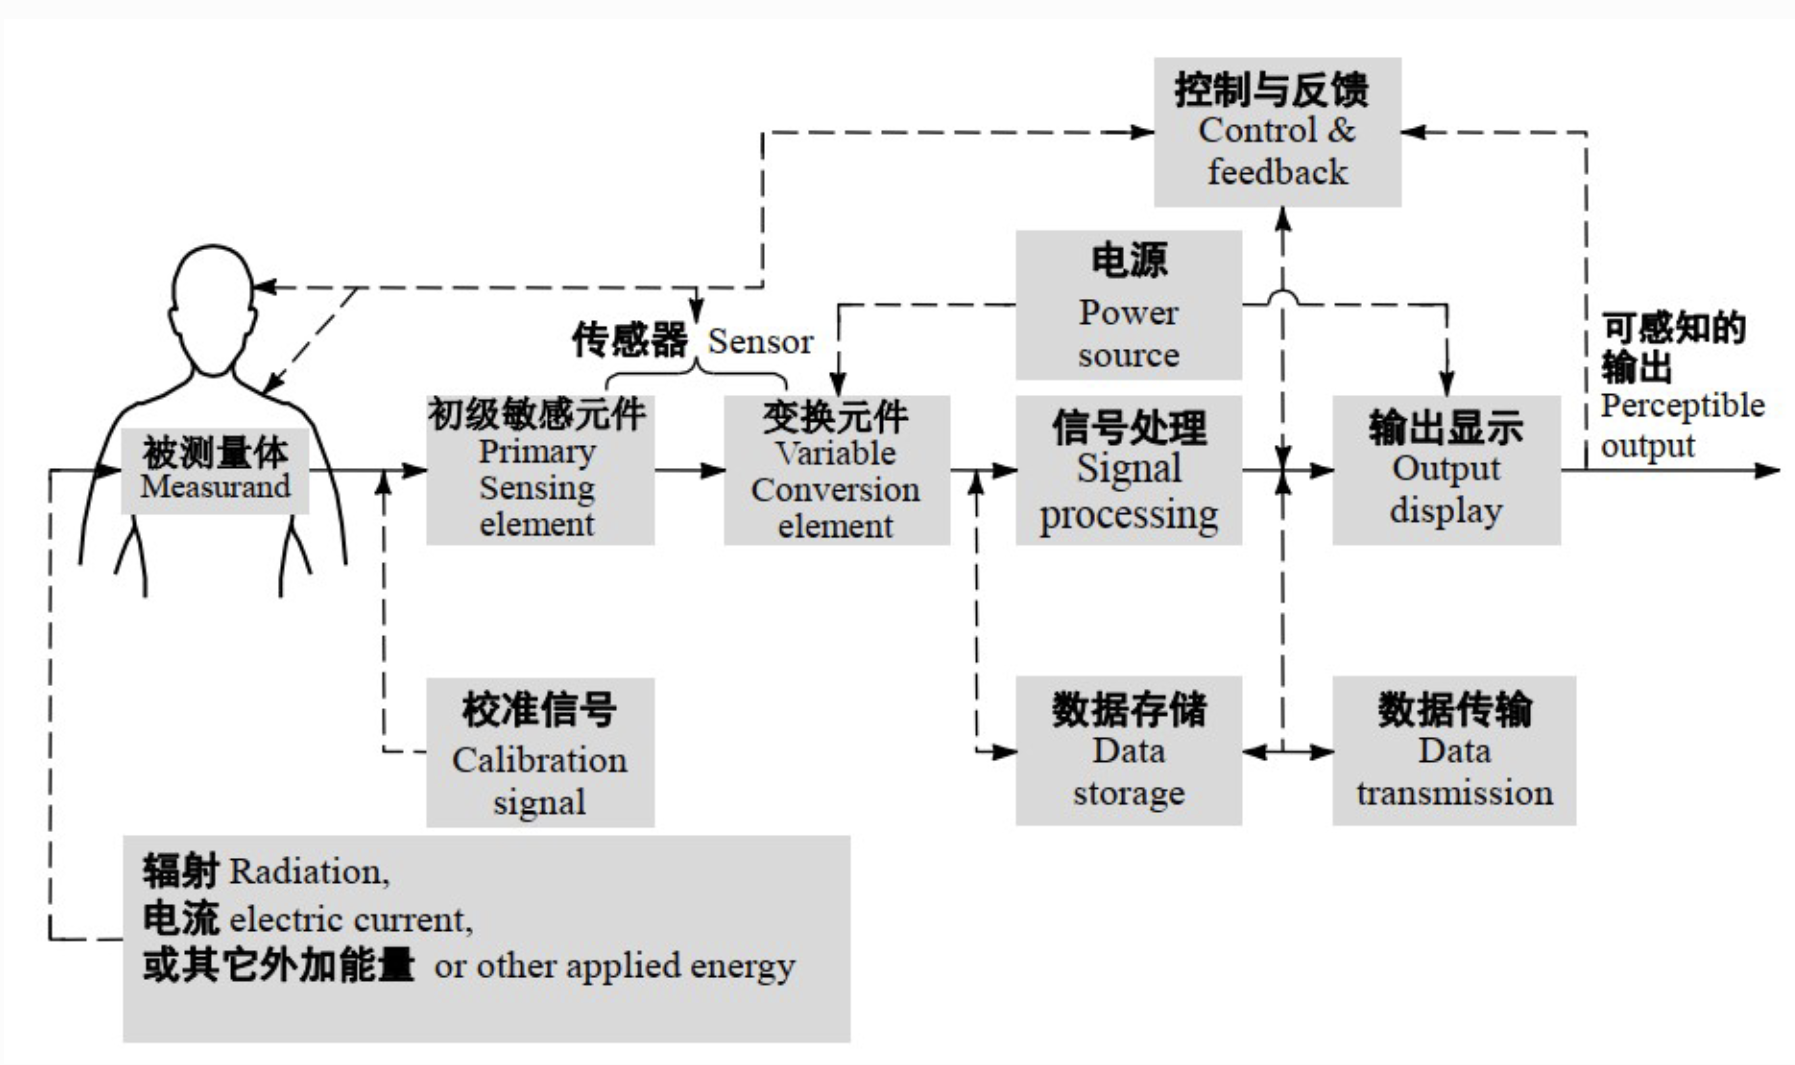 控制与反馈
Control &
feedback
电源
Power
source
可感知的
输出
Perceptible
output
传感器 Sensor
被测量体
Measurand
初级敏感元件
Primary
Sensing
element
变换元件
Variable
Conversion
element
信号处理
Signal
processing
输出显示
Output
display
校准信号
Calibration
signal
数据存储
Data
storage
数据传输
Data
transmission
辐射 Radiation,
电流 electric current,
或其它外加能量 or other applied energy